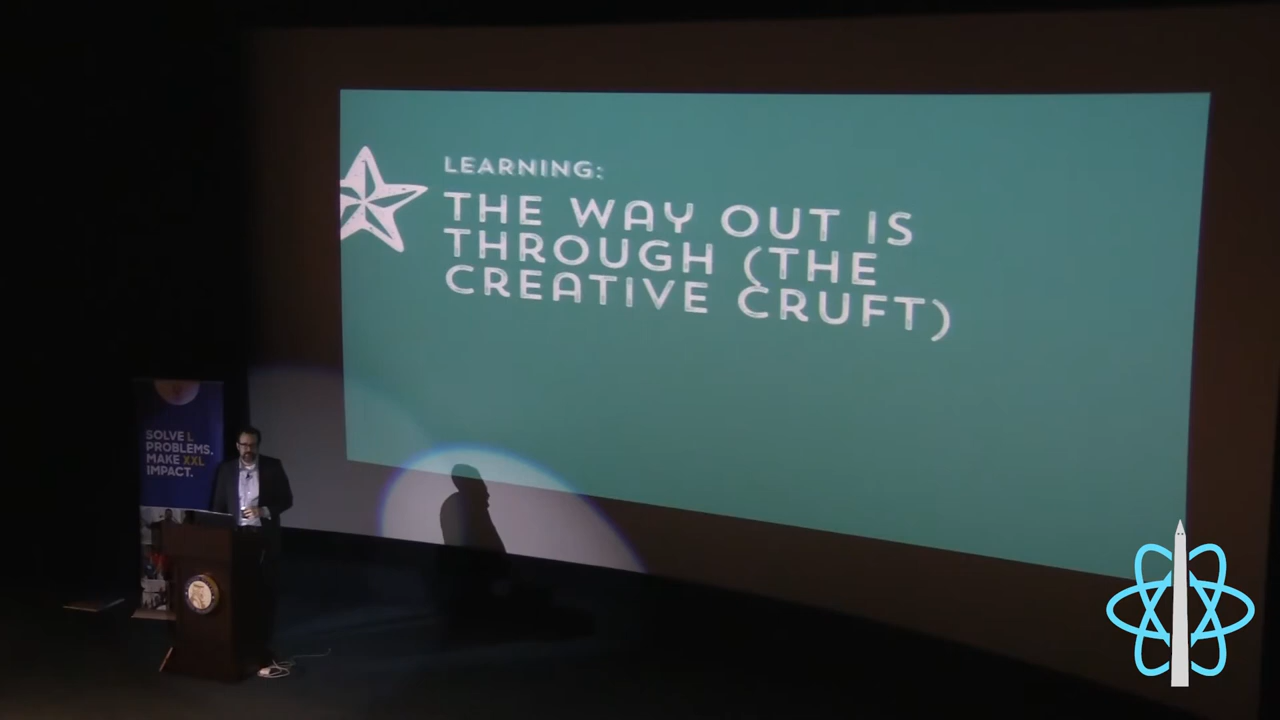 LEARNING:
THE WAY OUT IS
THROUGH (THE
CREATIVE CRUFT)
SOLVE L
PROBLEMS.
MAKE XXL
IMPACT.